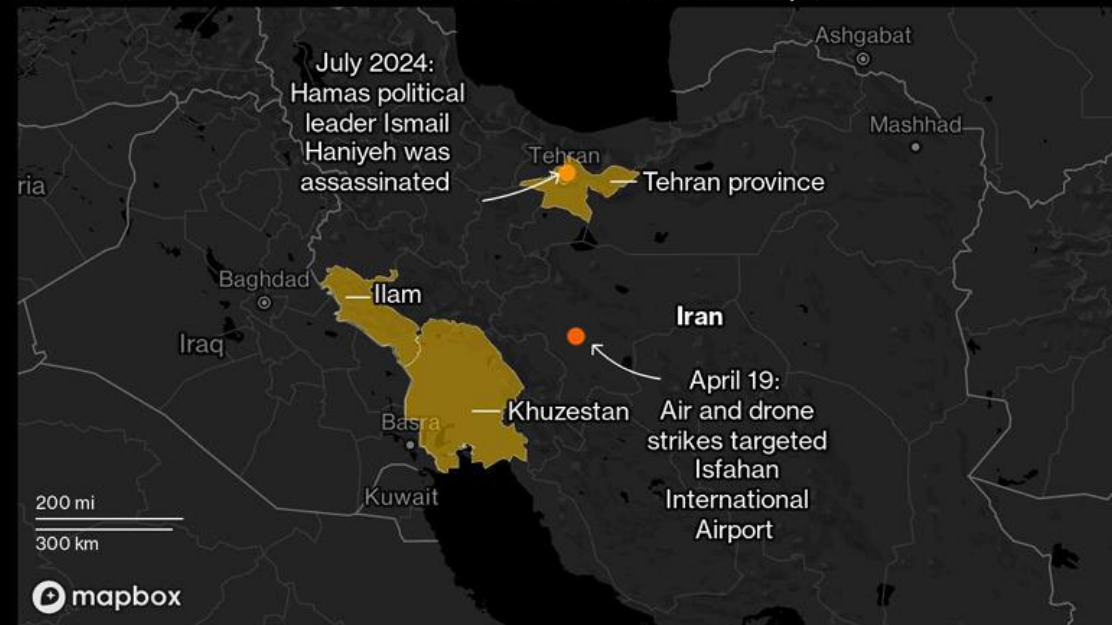 Ashgabat
July 2024:
Hamas political
leader Ismail
Haniyeh was
assassinated
Mashhad
Tehran
Tehran province
ria
Baghdad
Ilam
Iraq
Iran
April 19:
Air and drone
strikes targeted
Isfahan
International
Airport
Khuzestan
Basra
Kuwait
200 mi
300 km
mapbox